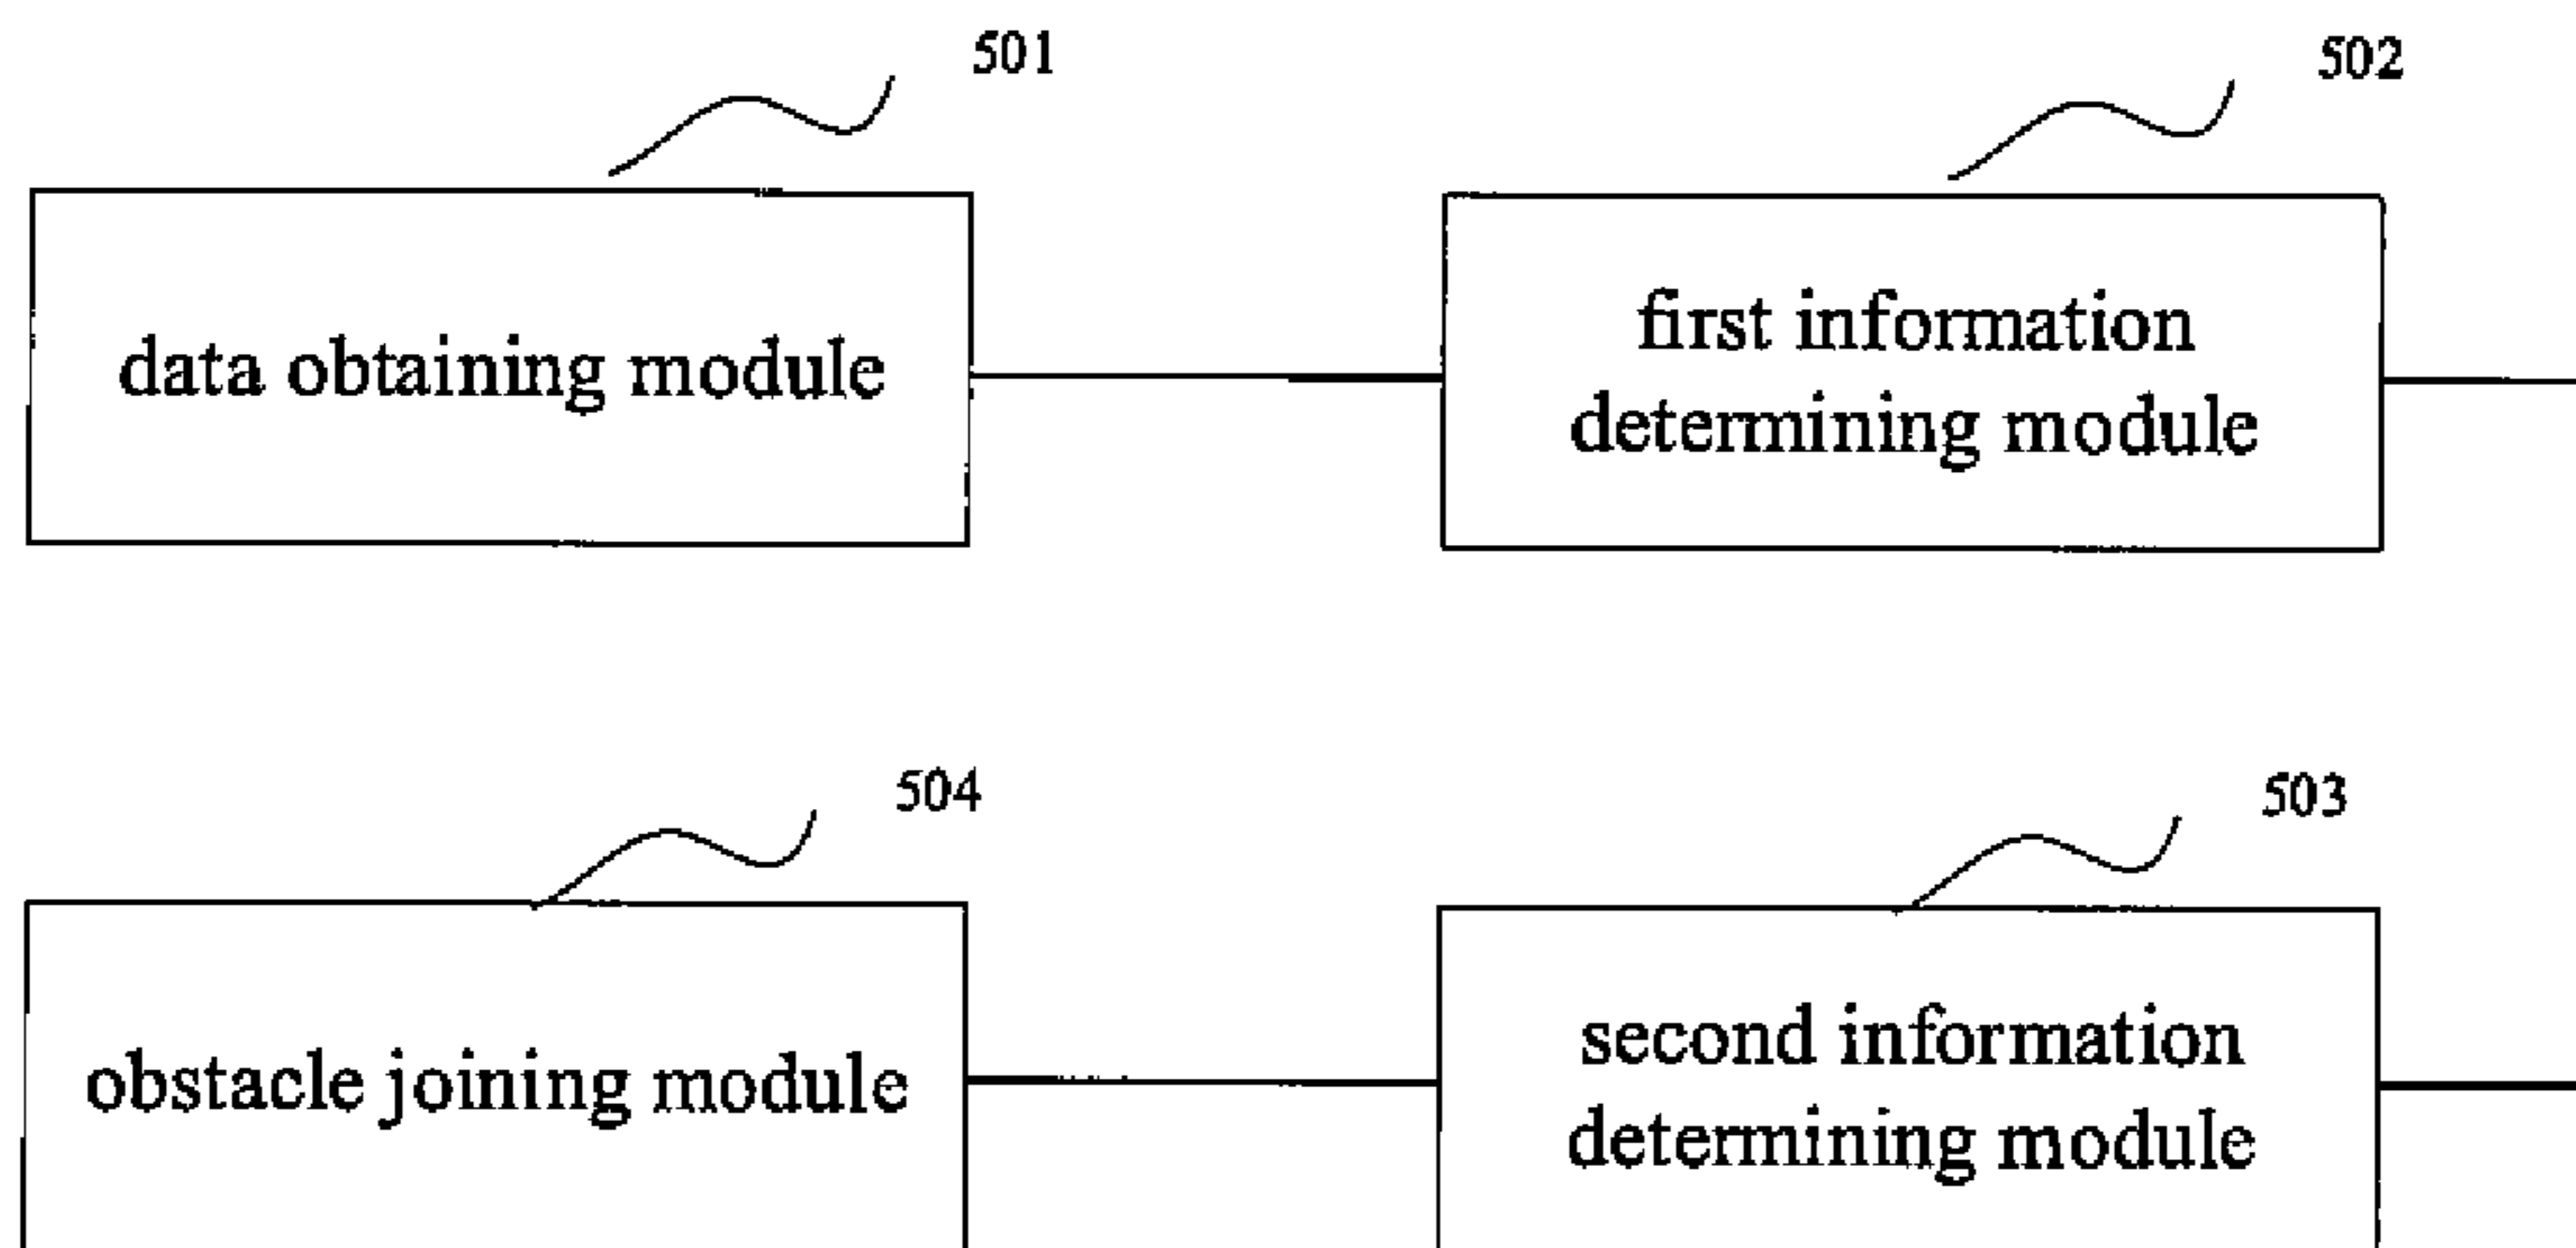 501
502
data obtaining module
first information
determining module
504
503
obstacle joining module
second information
determining module